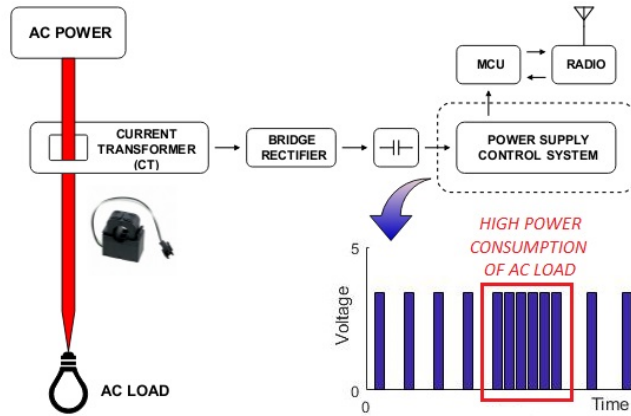 AC POWER
CURRENT
TRANSFORMER
(CT)
BRIDGE
RECTIFIER
MCU
RADIO
POWER SUPPLY
CONTROL SYSTEM
AC LOAD
HIGH POWER
CONSUMPTION
OF AC LOAD
5
Voltage
0
0
Time